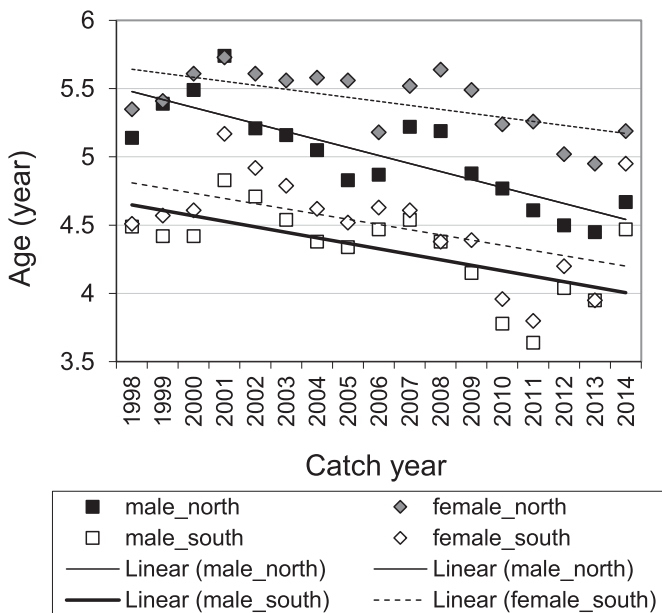 6
5.5
5
4.5
4
3.5
Age (year)
1998 1999 2000 2001 2002 2003 2004 2005 2006 2007 2008 2009 2010 2011 2012 2013 2014
Catch year
male_north female_north
male_south female_south
Linear (male_north) Linear (male_north)
Linear (male_south) Linear (female_south)